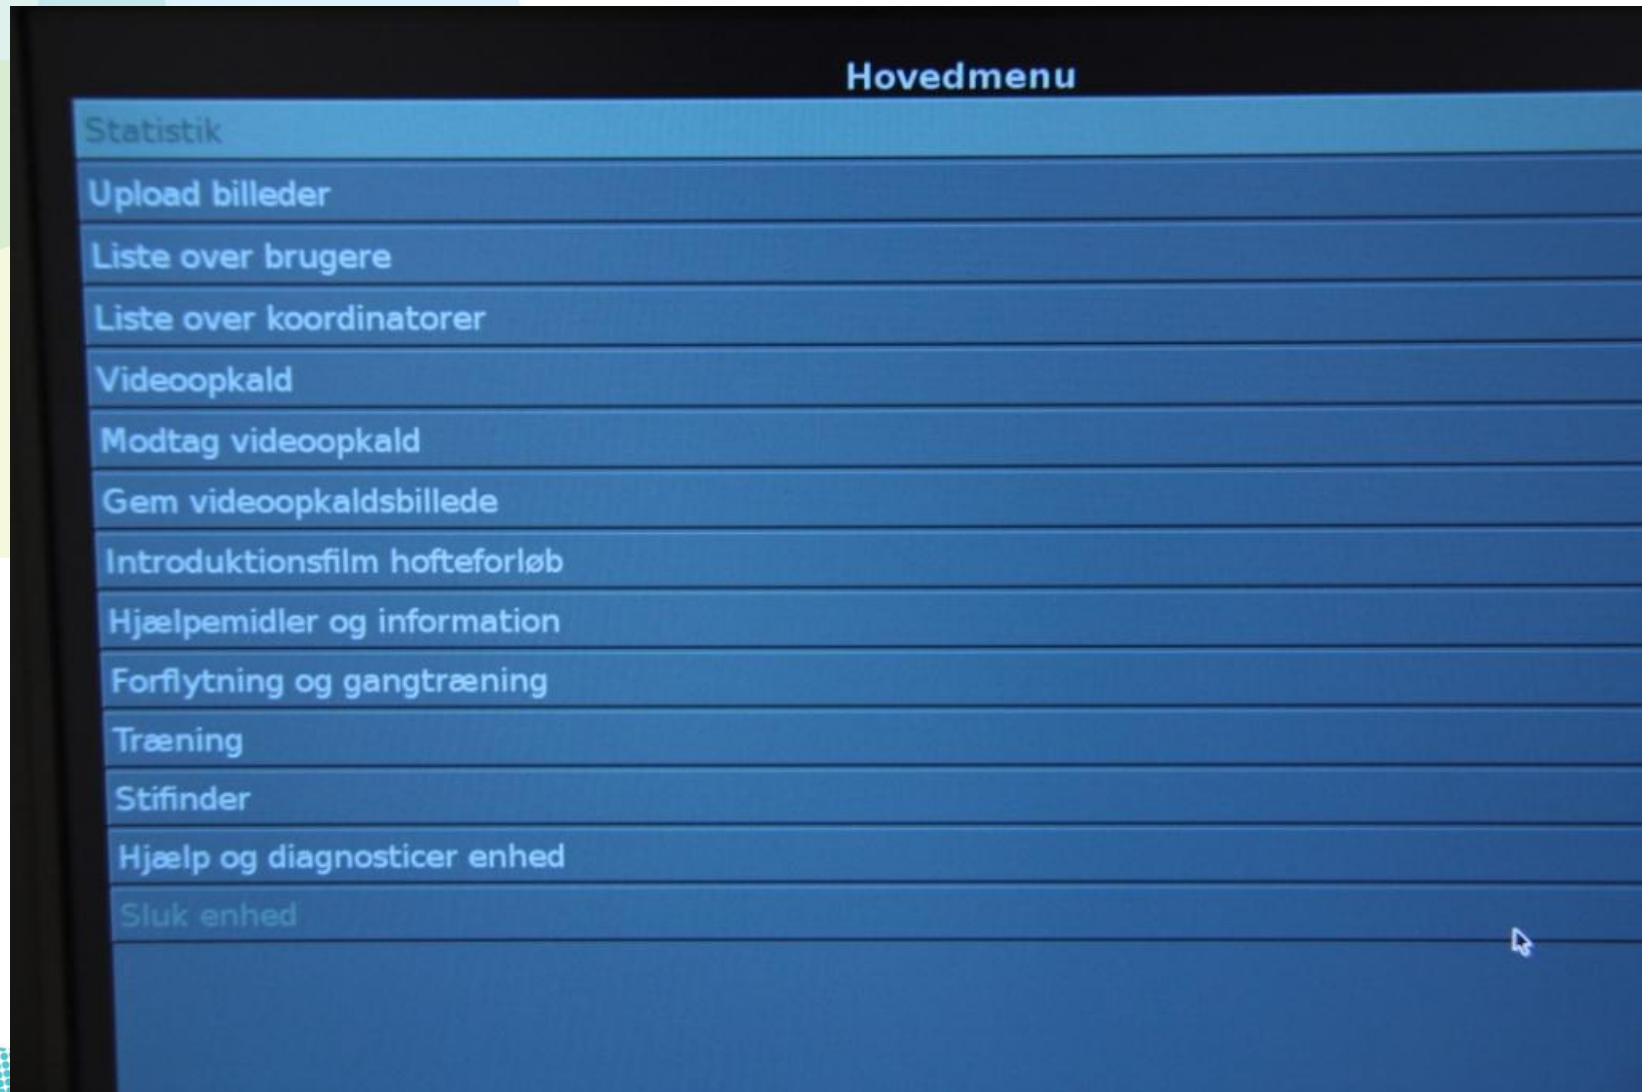 Hovedmenu
Statistik
Upload billeder
Liste over brugere
Liste over koordinatorer
Videoopkald
Modtag videoopkald
Gem videoopkaldsbillede
Introduktionsfilm hofteforløb
Hjælpemidler og information
Forflytning og gangtræning
Træning
Stifinder
Hjælp og diagnosticer enhed
Sluk enhed